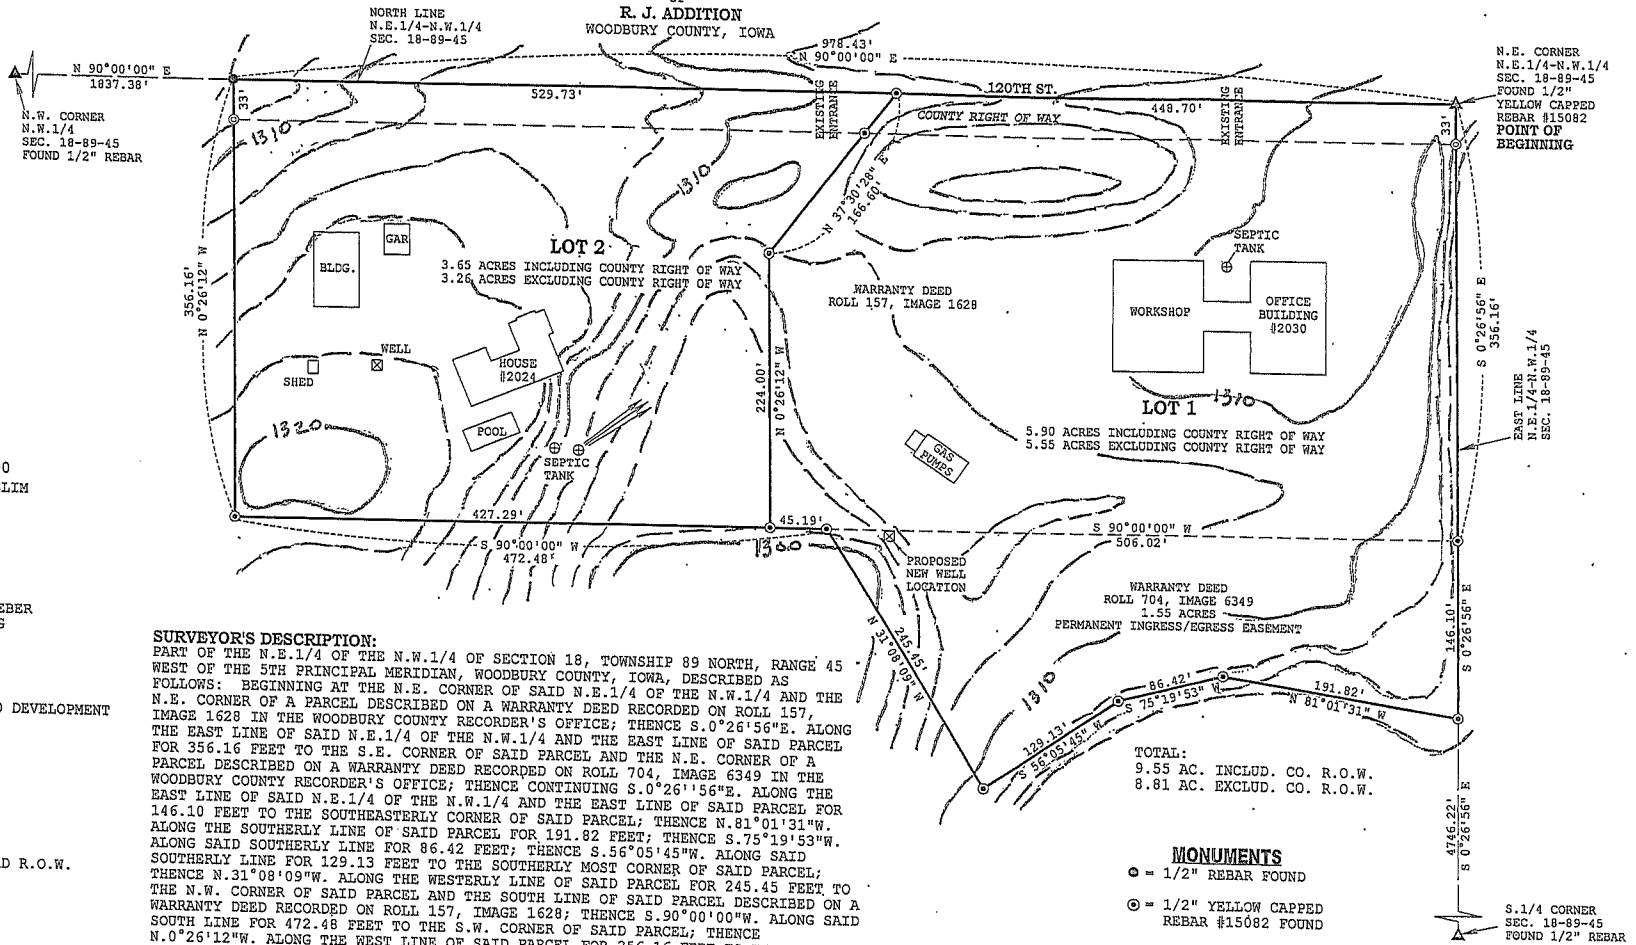 R. J. ADDITION
WOODBURY COUNTY, IOWA
NORTH LINE
N.E.1/4-N.W.1/4
SEC. 18-89-45
N 90°00'00" E
1837.38'
N.W. CORNER
N.W.1/4
SEC. 18-89-45
FOUND 1/2" REBAR
978.43'
N 90°00'00" E
529.73'
120TH ST.
448.70'
COUNTY RIGHT OF WAY
EXISTING
ENTRANCE
EXISTING
ENTRANCE
N.E. CORNER
N.E.1/4-N.W.1/4
SEC. 18-89-45
FOUND 1/2"
YELLOW CAPPED
REBAR #15082
POINT OF
BEGINNING
33'
33'
1310
1310
N 37°30'28" E
166.60'
356.16'
N 0°26'12" W
GAR
BLDG.
LOT 2
3.65 ACRES INCLUDING COUNTY RIGHT OF WAY
3.26 ACRES EXCLUDING COUNTY RIGHT OF WAY
WARRANTY DEED
ROLL 157, IMAGE 1628
SEPTIC
TANK
WORKSHOP
OFFICE
BUILDING
#2030
S 0°26'56" E
356.16'
EAST LINE
N.E.1/4-N.W.1/4
SEC. 18-89-45
WELL
SHED
HOUSE
#2024
224.00'
N 0°26'12" W
1310
LOT 1
5.90 ACRES INCLUDING COUNTY RIGHT OF WAY
5.55 ACRES EXCLUDING COUNTY RIGHT OF WAY
1320
POOL
SEPTIC
TANK
GAS
PUMPS
0
LIM
427.29'
45.19'
S 90°00'00" W
472.48'
1300
S 90°00'00" W
506.02'
PROPOSED
NEW WELL
LOCATION
WARRANTY DEED
ROLL 704, IMAGE 6349
1.55 ACRES
PERMANENT INGRESS/EGRESS EASEMENT
146.10'
S 0°26'56" E
245.45'
N 31°08'09" W
1310
86.42'
S 75°19'53" W
191.82'
N 81°01'31" W
129.13'
S 56°05'45" W
EBER
G
DEVELOPMENT
D R.O.W.
SURVEYOR'S DESCRIPTION:
PART OF THE N.E.1/4 OF THE N.W.1/4 OF SECTION 18, TOWNSHIP 89 NORTH, RANGE 45
WEST OF THE 5TH PRINCIPAL MERIDIAN, WOODBURY COUNTY, IOWA, DESCRIBED AS
FOLLOWS: BEGINNING AT THE N.E. CORNER OF SAID N.E.1/4 OF THE N.W.1/4 AND THE
N.E. CORNER OF A PARCEL DESCRIBED ON A WARRANTY DEED RECORDED ON ROLL 157,
IMAGE 1628 IN THE WOODBURY COUNTY RECORDER'S OFFICE; THENCE S.0°26'56"E. ALONG
THE EAST LINE OF SAID N.E.1/4 OF THE N.W.1/4 AND THE EAST LINE OF SAID PARCEL
FOR 356.16 FEET TO THE S.E. CORNER OF SAID PARCEL AND THE N.E. CORNER OF A
PARCEL DESCRIBED ON A WARRANTY DEED RECORDED ON ROLL 704, IMAGE 6349 IN THE
WOODBURY COUNTY RECORDER'S OFFICE; THENCE CONTINUING S.0°26''56"E. ALONG THE
EAST LINE OF SAID N.E.1/4 OF THE N.W.1/4 AND THE EAST LINE OF SAID PARCEL FOR
146.10 FEET TO THE SOUTHEASTERLY CORNER OF SAID PARCEL; THENCE N.81°01'31"W.
ALONG THE SOUTHERLY LINE OF SAID PARCEL FOR 191.82 FEET; THENCE S.75°19'53"W.
ALONG SAID SOUTHERLY LINE FOR 86.42 FEET; THENCE S.56°05'45"W. ALONG SAID
SOUTHERLY LINE FOR 129.13 FEET TO THE SOUTHERLY MOST CORNER OF SAID PARCEL;
THENCE N.31°08'09"W. ALONG THE WESTERLY LINE OF SAID PARCEL FOR 245.45 FEET TO
THE N.W. CORNER OF SAID PARCEL AND THE SOUTH LINE OF SAID PARCEL DESCRIBED ON A
WARRANTY DEED RECORDED ON ROLL 157, IMAGE 1628; THENCE S.90°00'00"W. ALONG SAID
SOUTH LINE FOR 472.48 FEET TO THE S.W. CORNER OF SAID PARCEL; THENCE
N.0°26'12"W. ALONG THE WEST LINE OF SAID PARCEL FOR 356.16 FEET
TOTAL:
9.55 AC. INCLUD. CO. R.O.W.
8.81 AC. EXCLUD. CO. R.O.W.
MONUMENTS
= 1/2" REBAR FOUND
= 1/2" YELLOW CAPPED
REBAR #15082 FOUND
4746.22'
S 0°26'56" E
S.1/4 CORNER
SEC. 18-89-45
FOUND 1/2" REBAR